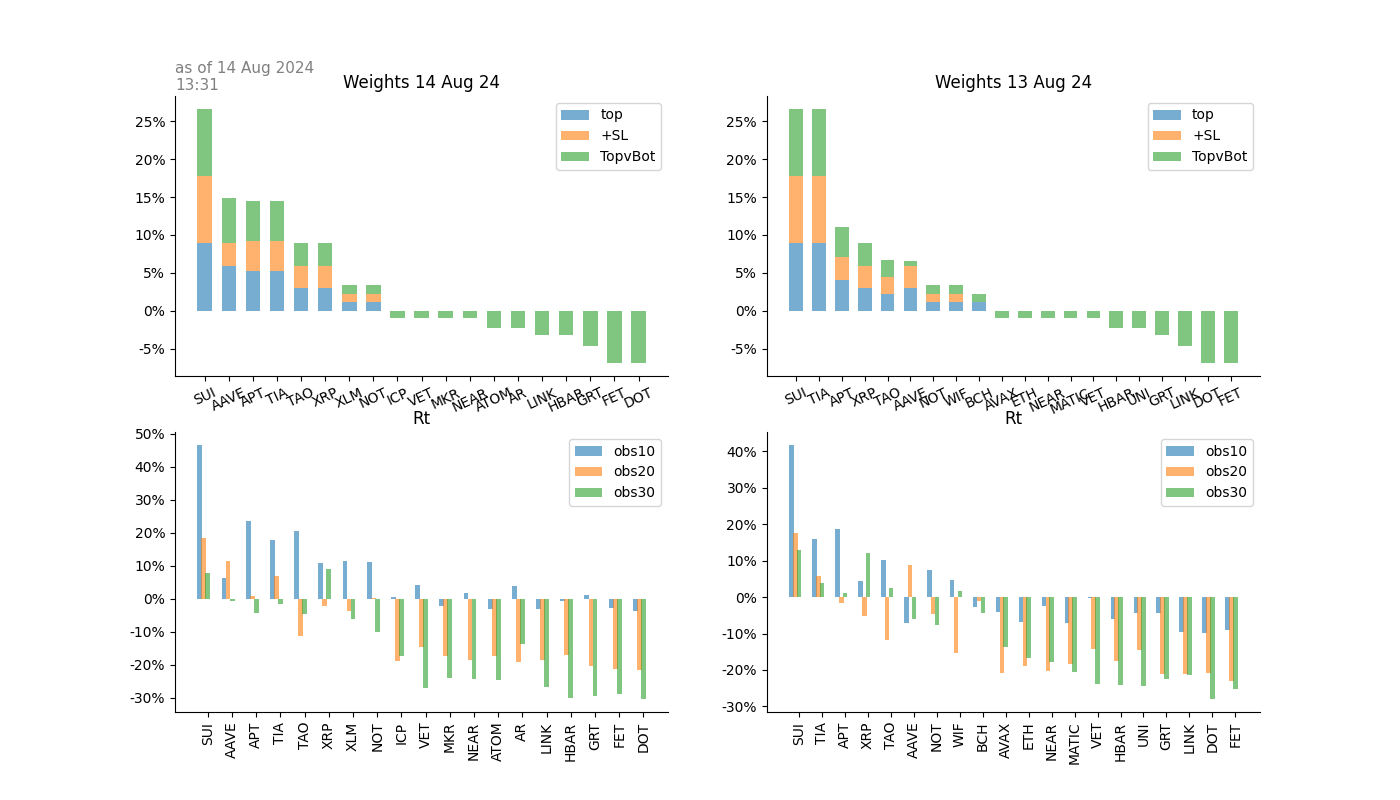 as of 14 Aug 2024
13:31
Weights 14 Aug 24
25%
20%
15%
10%
5%
0%
-5%
top
+SL
TopvBot
SUI AAVE APT TIA TAO XRP XLM NOT ICP VET MKR NEAR ATOM AR LINK HBAR GRT FET DOT
Weights 13 Aug 24
25%
20%
15%
10%
5%
0%
-5%
top
+SL
TopvBot
SUI TIA APT XRP TAO AAVE NOT WIF BCH AVAX ETH NEAR MATIC VET HBAR UNI GRT LINK DOT FET
Rt
50%
40%
30%
20%
10%
0%
-10%
-20%
-30%
obs10
obs20
obs30
SUI AAVE APT TIA TAO XRP XLM NOT ICP VET MKR NEAR ATOM AR LINK HBAR GRT FET DOT
Rt
40%
30%
20%
10%
0%
-10%
-20%
-30%
obs10
obs20
obs30
SUI TIA APT XRP TAO AAVE NOT WIF BCH AVAX ETH NEAR MATIC VET HBAR UNI GRT LINK DOT FET